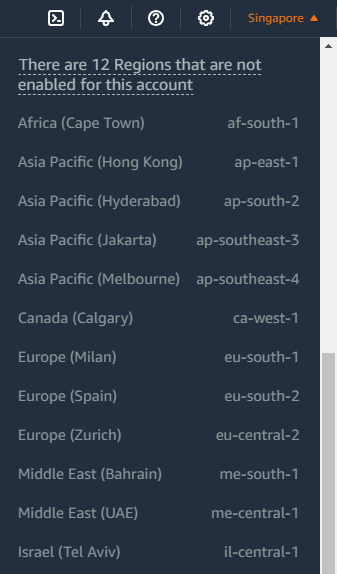 Singapore ▲
There are 12 Regions that are not
enabled for this account
Africa (Cape Town) af-south-1
Asia Pacific (Hong Kong) ap-east-1
Asia Pacific (Hyderabad) ap-south-2
Asia Pacific (Jakarta) ap-southeast-3
Asia Pacific (Melbourne) ap-southeast-4
Canada (Calgary) ca-west-1
Europe (Milan) eu-south-1
Europe (Spain) eu-south-2
Europe (Zurich) eu-central-2
Middle East (Bahrain) me-south-1
Middle East (UAE) me-central-1
Israel (Tel Aviv) il-central-1